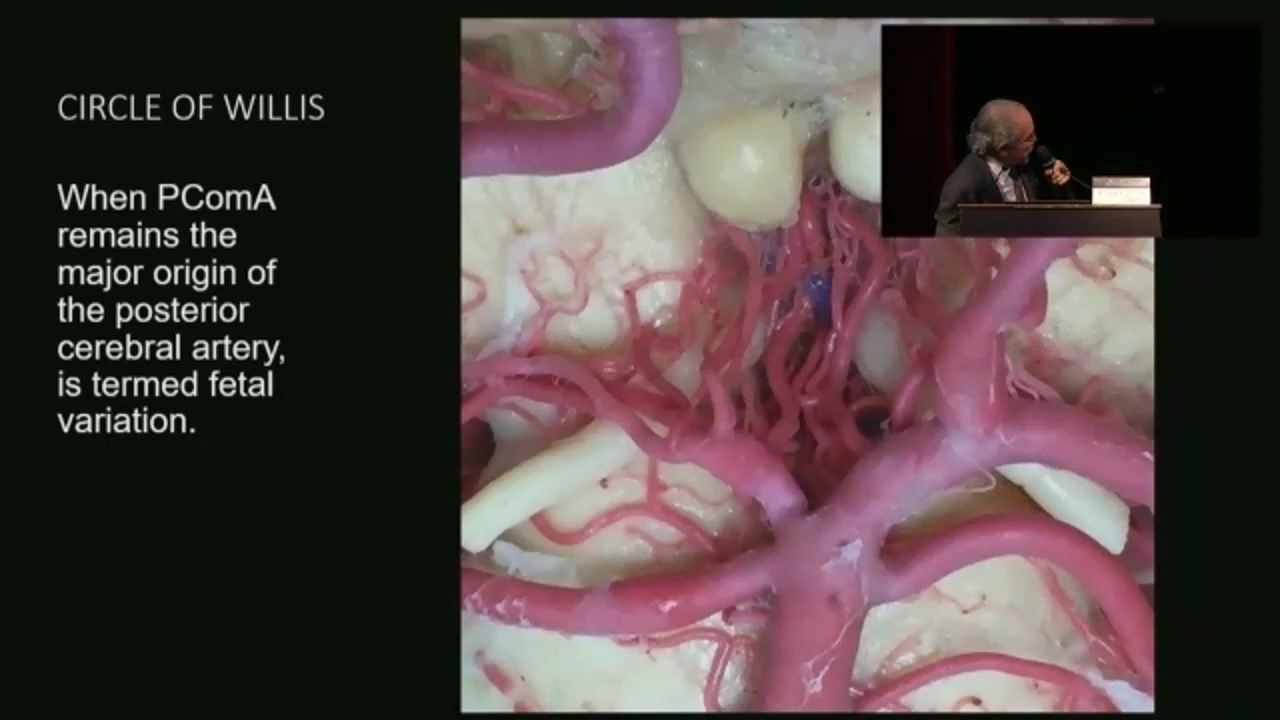 CIRCLE OF WILLIS
When PComA
remains the
major origin of
the posterior
cerebral artery,
is termed fetal
variation.